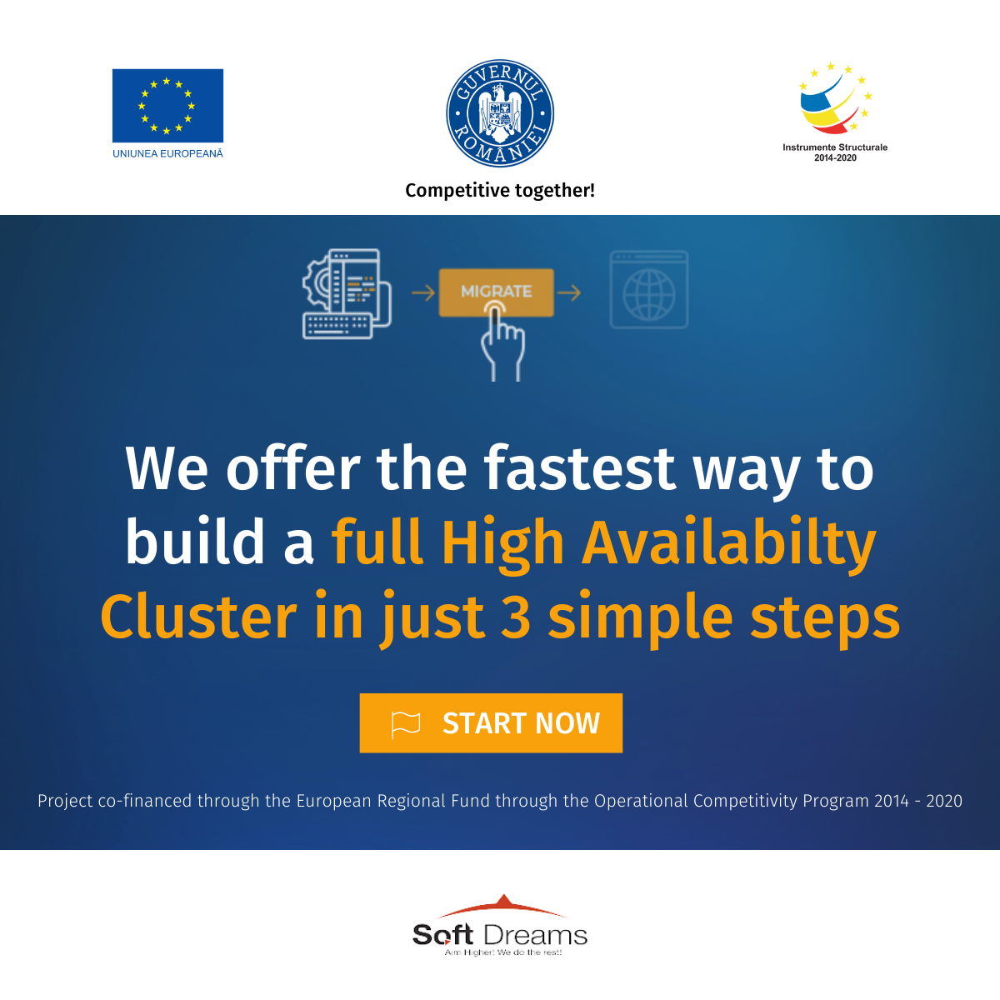 UNIUNEA EUROPEANĂ
GUVERNUL
ROMÂNIEI
Instrumente Structurale
2014-2020
Competitive together!
MIGRATE
We offer the fastest way to
build a full High Availabilty
Cluster in just 3 simple steps
START NOW
Project co-financed through the European Regional Fund through the Operational Competitivity Program 2014 - 2020
Soft Dreams
Aim Higher! We do the rest!